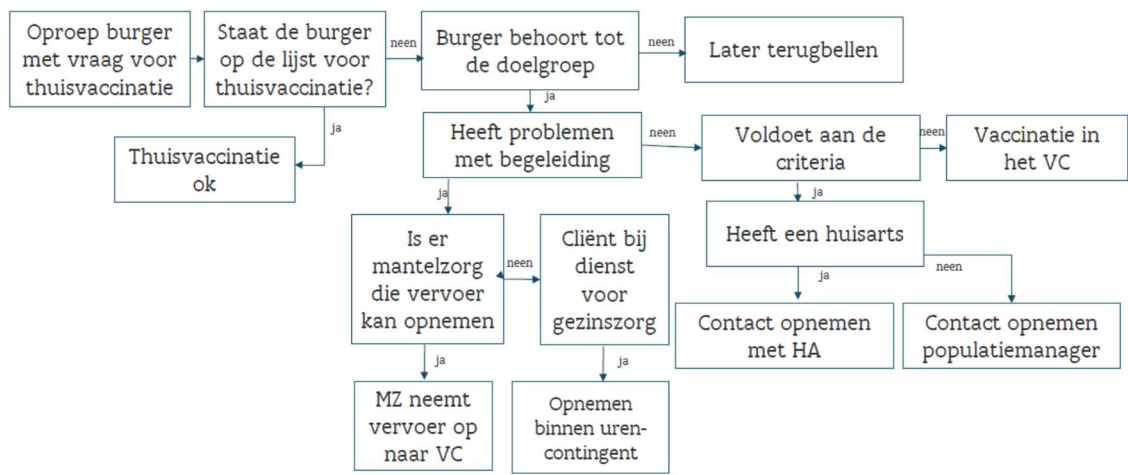 Oproep burger
met vraag voor
thuisvaccinatie
Staat de burger
op de lijst voor
thuisvaccinatie?
neen
Burger behoort tot
de doelgroep
neen
Later terugbellen
ja
Thuisvaccinatie
ok
ja
Heeft problemen
met begeleiding
neen
Voldoet aan de
criteria
neen
Vaccinatie in
het VC
ja
Is er
mantelzorg
die vervoer
kan opnemen
neen
Cliënt bij
dienst
voor
gezinszorg
ja
Heeft een huisarts
ja
Contact opnemen
met HA
neen
Contact opnemen
populatiemanager
ja
MZ neemt
vervoer op
naar VC
ja
Opnemen
binnen uren-
contingent